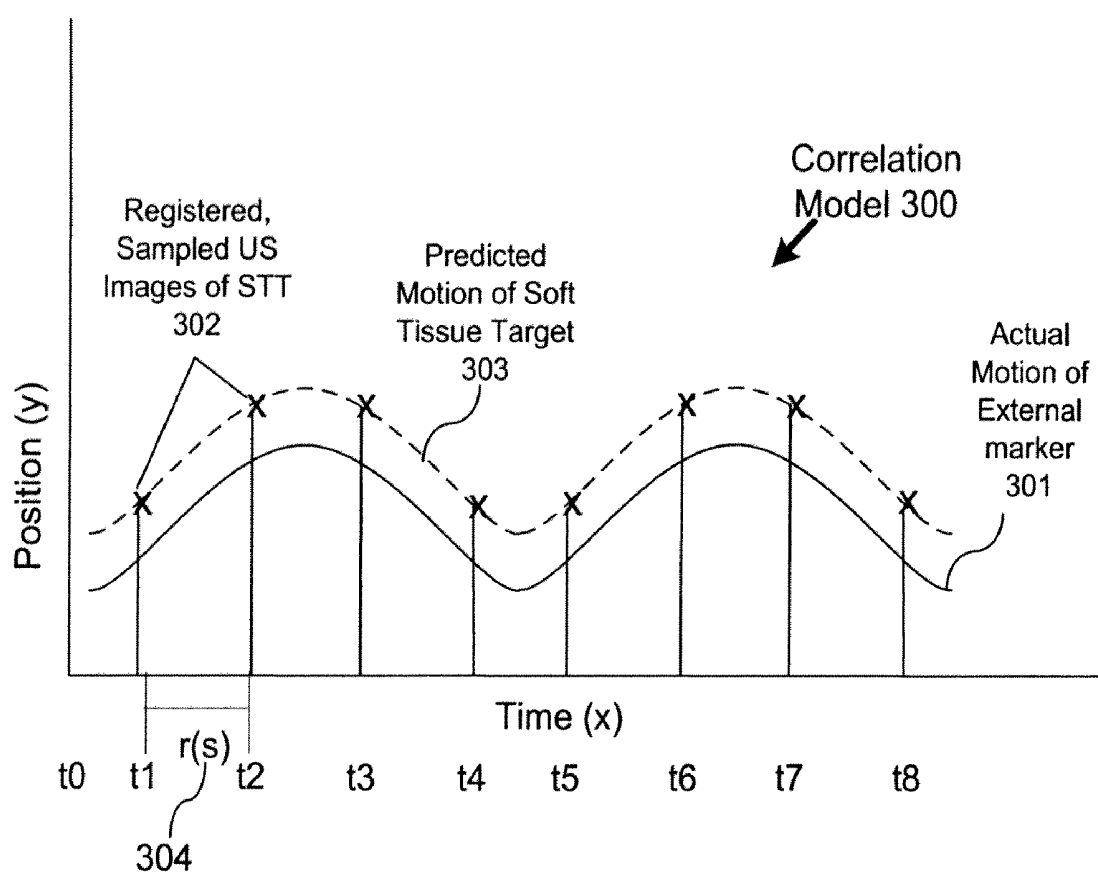 Correlation
Model 300
Registered,
Sampled US
Images of STT
302
Predicted
Motion of Soft
Tissue Target
303
Actual
Motion of
External
marker
301
Position (y)
X X X X X X X X
Time (x)
r(s)
t0 t1 t2 t3 t4 t5 t6 t7 t8
304